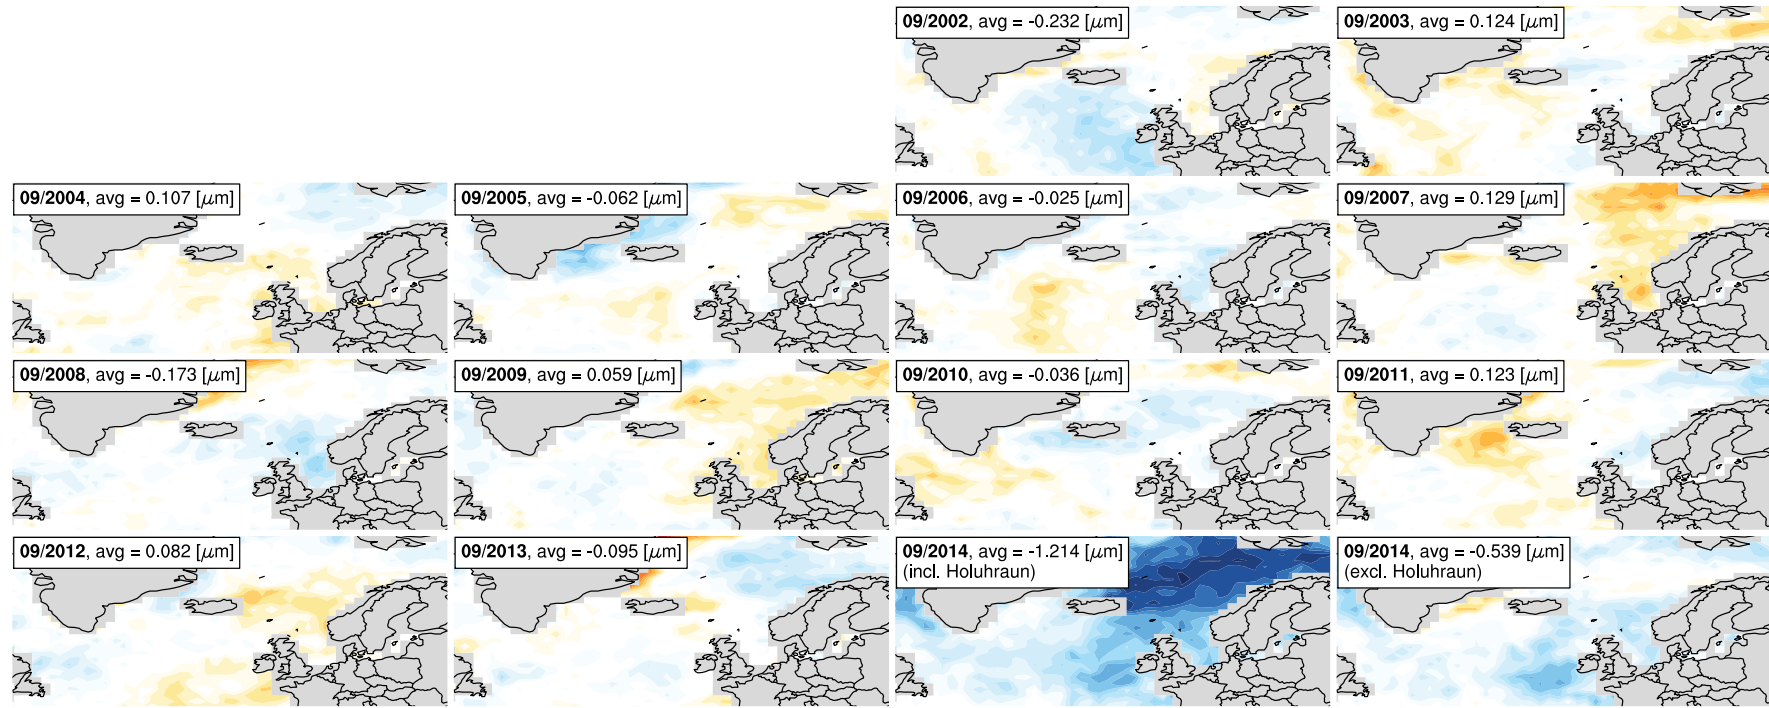 09/2002, avg = -0.232 [μm]
09/2003, avg = 0.124 [μm]
09/2004, avg = 0.107 [μm]
09/2005, avg = -0.062 [μm]
09/2006, avg = -0.025 [μm]
09/2007, avg = 0.129 [μm]
09/2008, avg = -0.173 [μm]
09/2009, avg = 0.059 [μm]
09/2010, avg = -0.036 [μm]
09/2011, avg = 0.123 [μm]
09/2012, avg = 0.082 [μm]
09/2013, avg = -0.095 [μm]
09/2014, avg = -1.214 [μm]
(incl. Holuhraun)
09/2014, avg = -0.539 [μm]
(excl. Holuhraun)